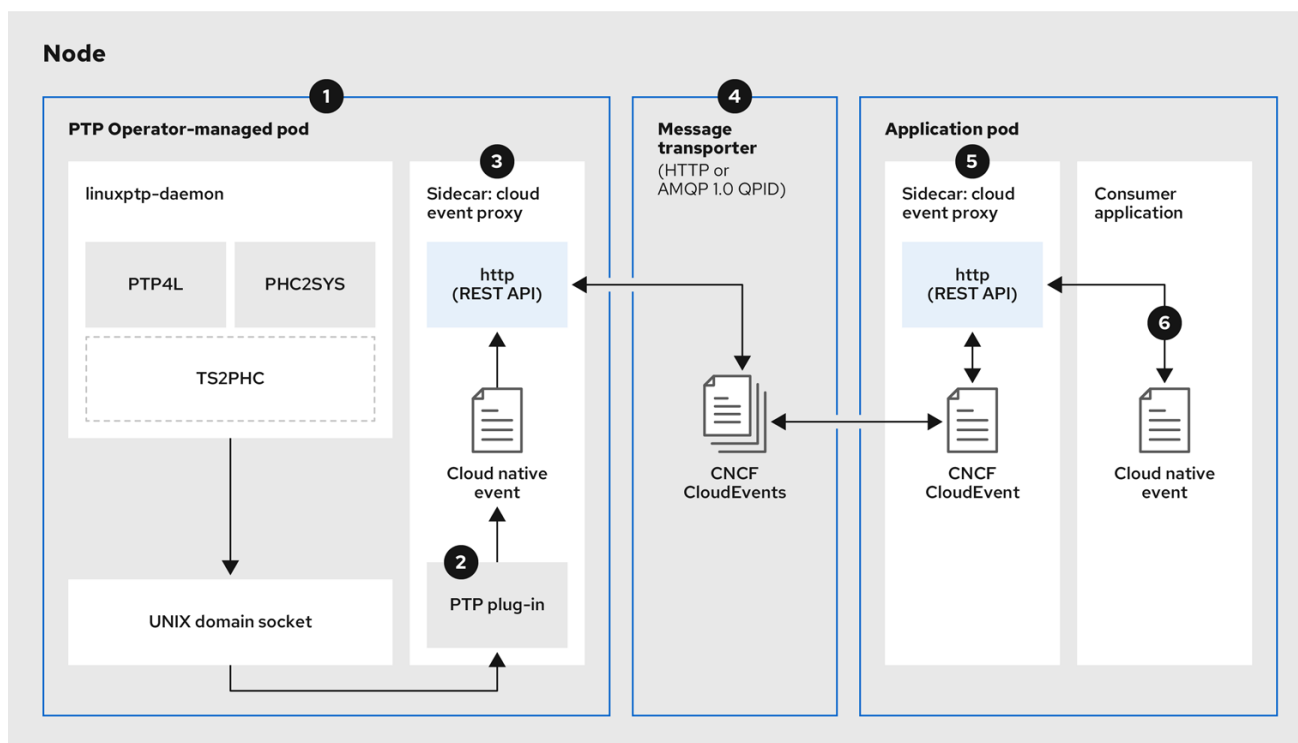 Node
1
PTP Operator-managed pod
linuxptp-daemon
PTP4L
PHC2SYS
TS2PHC
UNIX domain socket
3
Sidecar: cloud
event proxy
http
(REST API)
Cloud native
event
2
PTP plug-in
4
Message
transporter
(HTTP or
AMQP 1.0 QPID)
CNCF
CloudEvents
Application pod
5
Sidecar: cloud
event proxy
http
(REST API)
CNCF
CloudEvent
Consumer
application
6
Cloud native
event